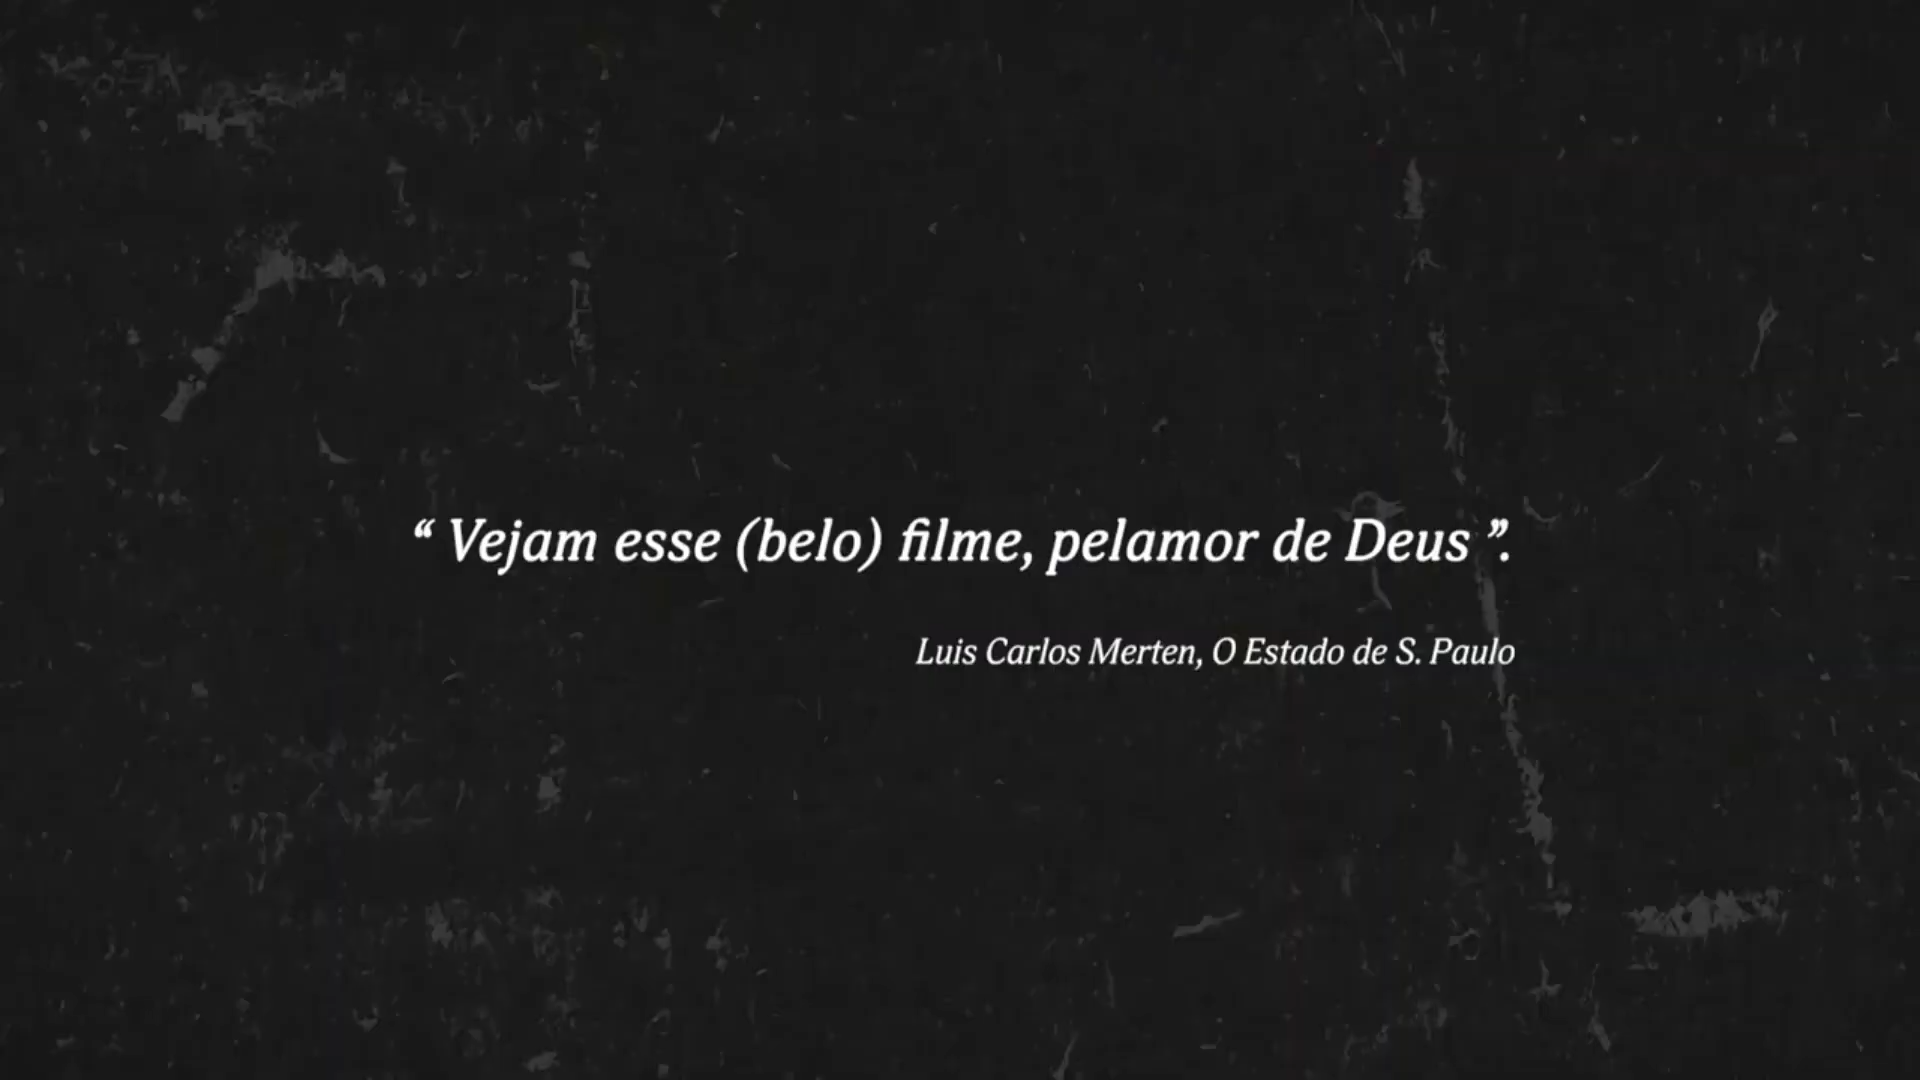 “ Vejam esse (belo) filme, pelamor de Deus ”.
Luis Carlos Merten, O Estado de S. Paulo